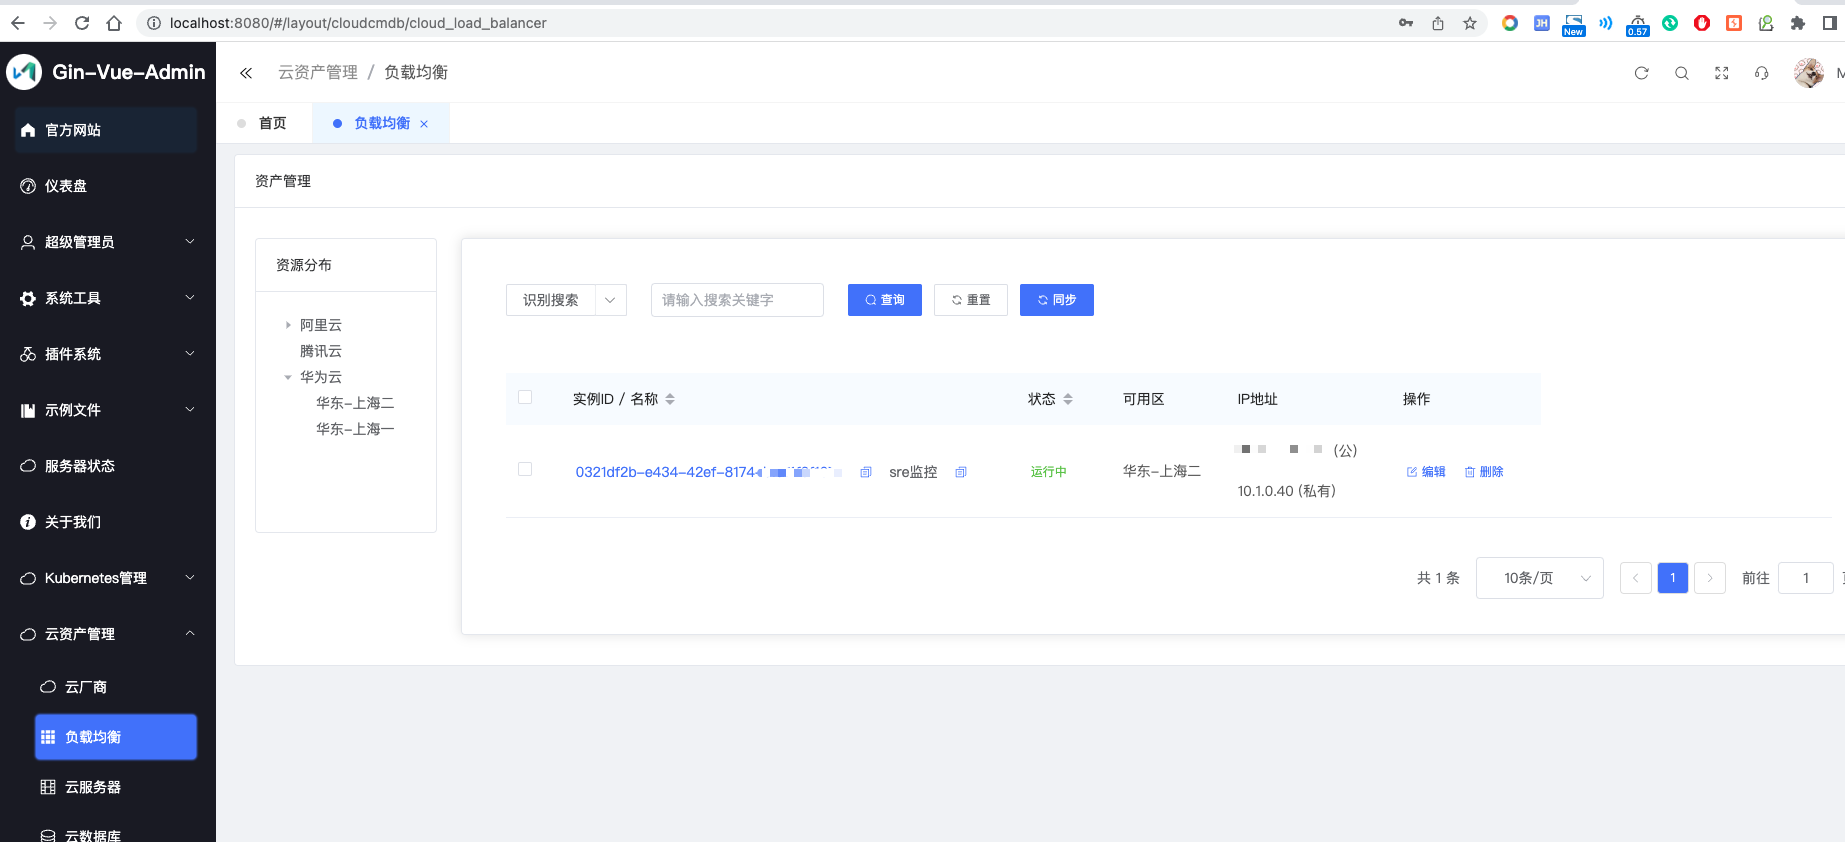 localhost:8080/#/layout/cloudcmdb/cloud_load_balancer
New
0.57
JH
Gin-Vue-Admin
云资产管理 / 负载均衡
M
官方网站
首页
负载均衡
仪表盘
资产管理
超级管理员
系统工具
插件系统
示例文件
服务器状态
关于我们
Kubernetes管理
云资产管理
云厂商
负载均衡
云服务器
云数据库
资源分布
阿里云
腾讯云
华为云
华东-上海二
华东-上海一
识别搜索
请输入搜索关键字
查询
重置
同步
实例ID / 名称 状态 可用区 IP地址 操作
0321df2b-e434-42ef-8174- sre监控 运行中 华东-上海二 (公) 编辑 删除
10.1.0.40 (私有)
共 1 条 10条/页 1 前往 1